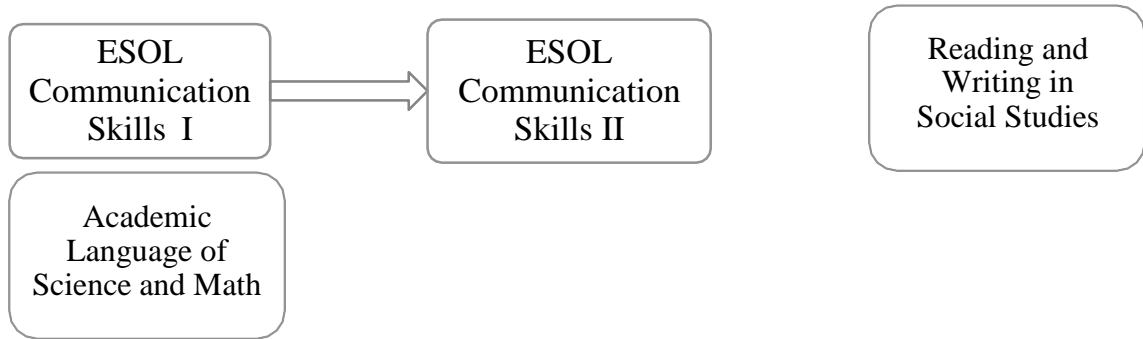 ESOL
Communication
Skills I
ESOL
Communication
Skills II
Reading and
Writing in
Social Studies
Academic
Language of
Science and Math